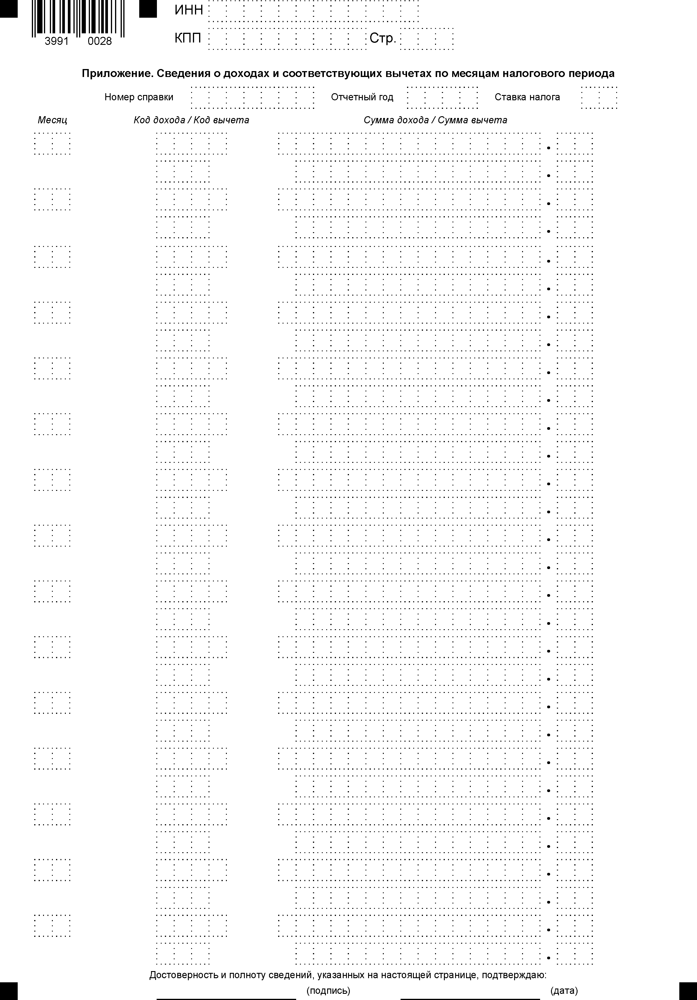 ИНН
3991 0028 КПП Стр.
Приложение. Сведения о доходах и соответствующих вычетах по месяцам налогового периода
Номер справки Отчетный год Ставка налога
Месяц Код дохода / Код вычета Сумма дохода / Сумма вычета
Достоверность и полноту сведений, указанных на настоящей странице, подтверждаю:
(подпись) (дата)